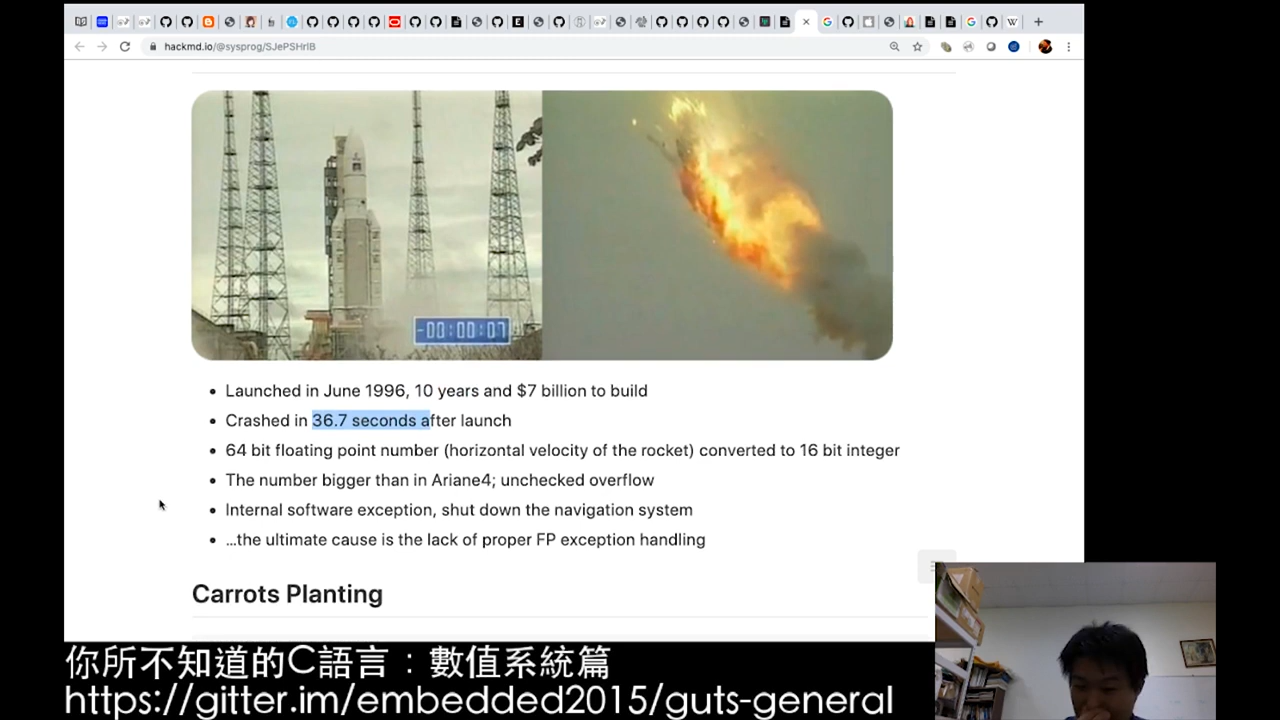 hackmd.io/@sysprog/SJePSHrlB
-00:00:07
Launched in June 1996, 10 years and $7 billion to build
Crashed in 36.7 seconds after launch
64 bit floating point number (horizontal velocity of the rocket) converted to 16 bit integer
The number bigger than in Ariane4; unchecked overflow
Internal software exception, shut down the navigation system
…the ultimate cause is the lack of proper FP exception handling
Carrots Planting
你所不知道的C語言：數值系統篇
https://gitter.im/embedded2015/guts-general